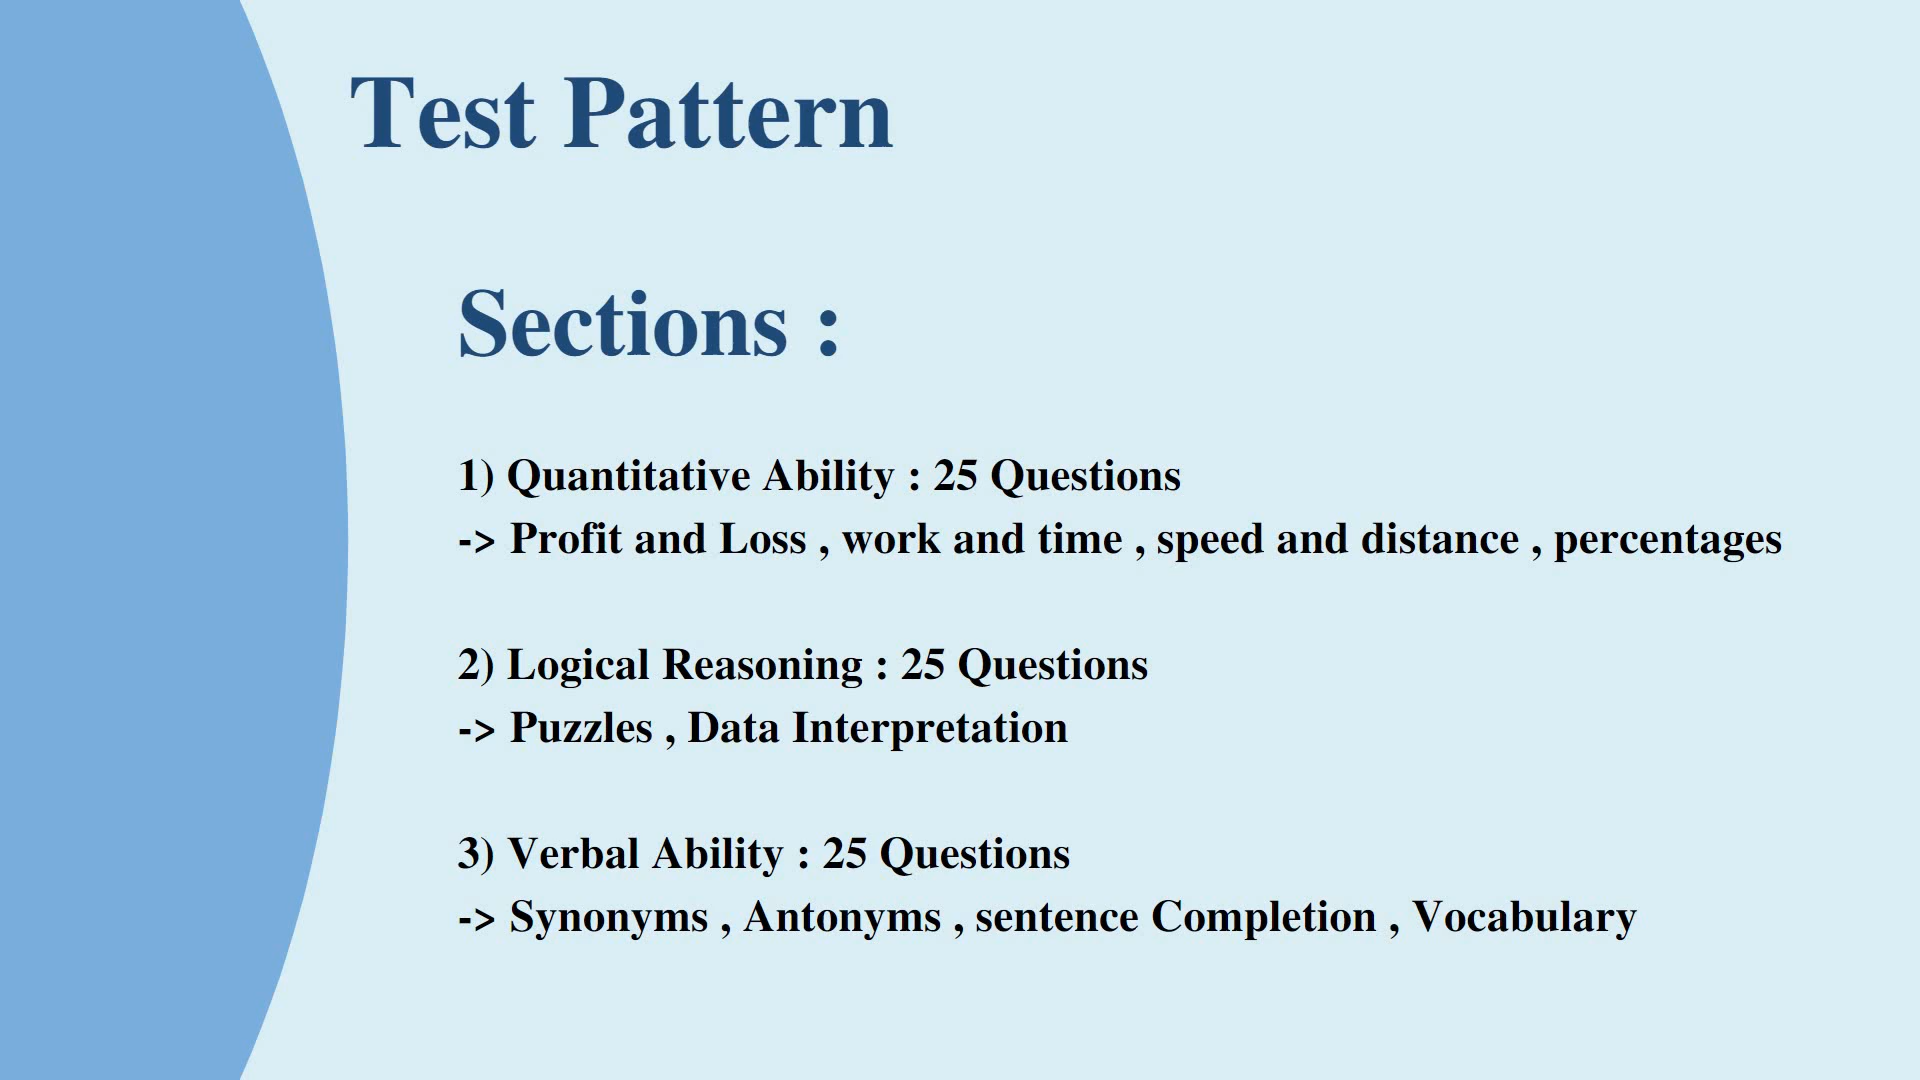 Test Pattern
Sections :
1) Quantitative Ability : 25 Questions
-> Profit and Loss , work and time , speed and distance , percentages
2) Logical Reasoning : 25 Questions
-> Puzzles , Data Interpretation
3) Verbal Ability : 25 Questions
-> Synonyms , Antonyms , sentence Completion , Vocabulary